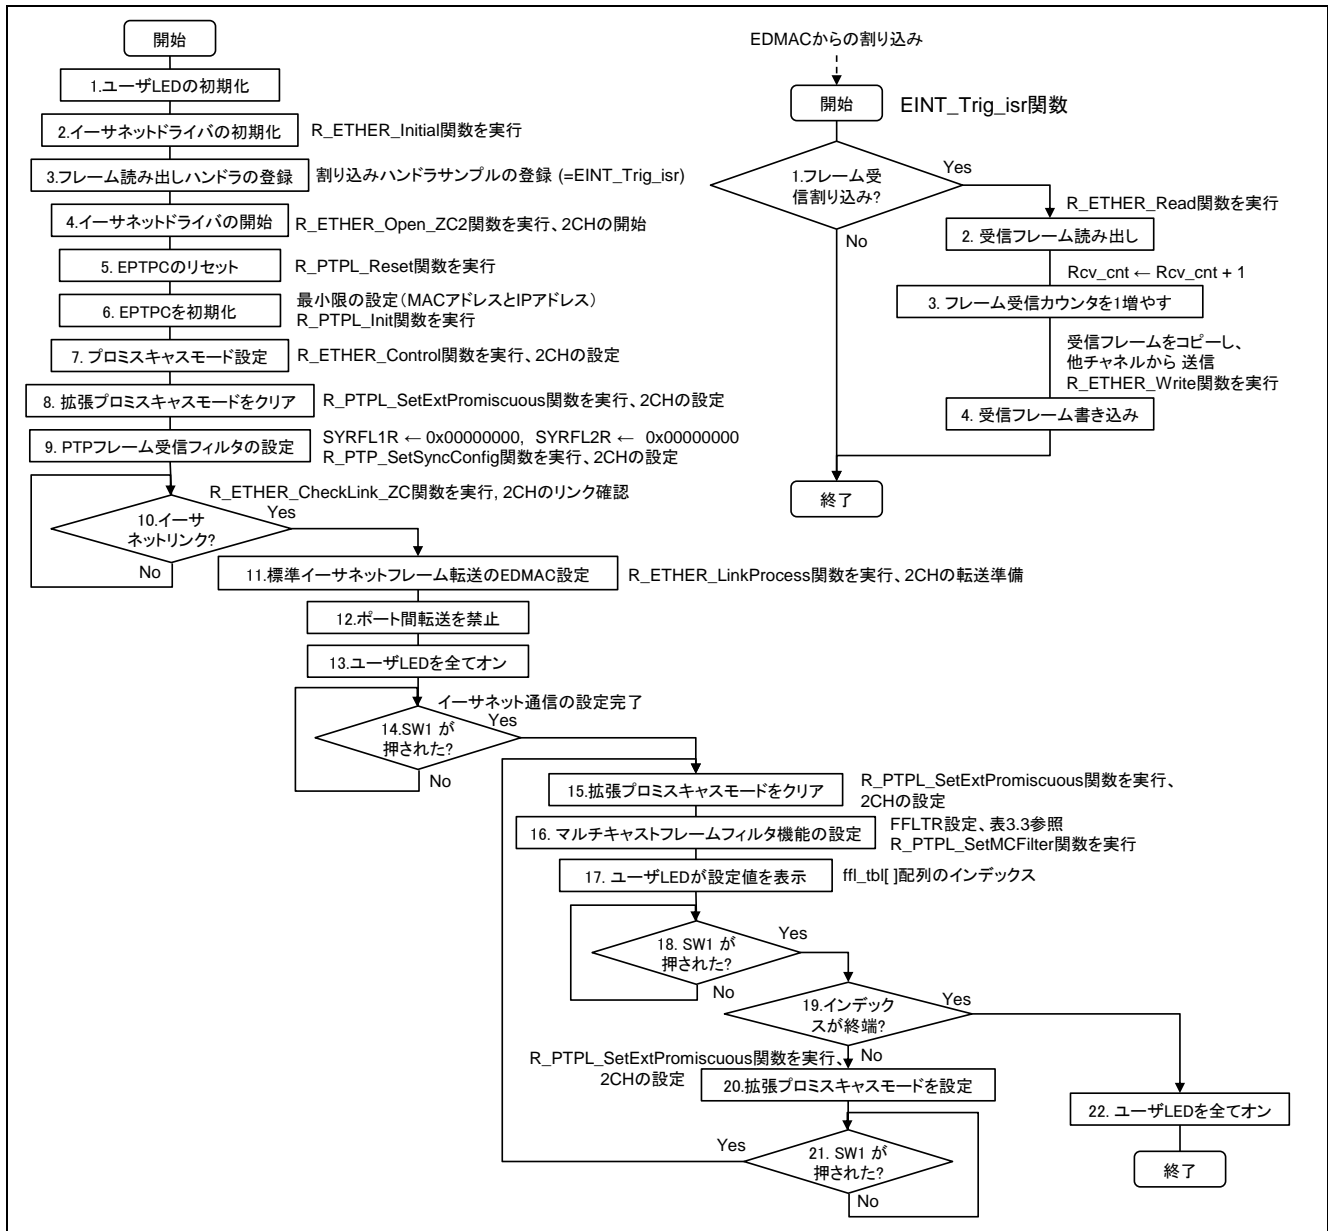 開始
1.ユーザLEDの初期化
2.イーサネットドライバの初期化
R_ETHER_Initial関数を実行
3.フレーム読み出しハンドラの登録
割り込みハンドラサンプルの登録 (=EINT_Trig_isr)
4.イーサネットドライバの開始
R_ETHER_Open_ZC2関数を実行、2CHの開始
5. EPTPCのリセット
R_PTPL_Reset関数を実行
6. EPTPCを初期化
最小限の設定（MACアドレスとIPアドレス）
R_PTPL_Init関数を実行
7. プロミスキャスモード設定
R_ETHER_Control関数を実行、2CHの設定
8. 拡張プロミスキャスモードをクリア
R_PTPL_SetExtPromiscuous関数を実行、2CHの設定
9. PTPフレーム受信フィルタの設定
SYRFL1R ← 0x00000000, SYRFL2R ← 0x00000000
R_PTP_SetSyncConfig関数を実行、2CHの設定
R_ETHER_CheckLink_ZC関数を実行, 2CHのリンク確認
10.イーサ
ネットリンク?
Yes
No
11.標準イーサネットフレーム転送のEDMAC設定
R_ETHER_LinkProcess関数を実行、2CHの転送準備
12.ポート間転送を禁止
13.ユーザLEDを全てオン
イーサネット通信の設定完了
14.SW1 が
押された?
Yes
No
15.拡張プロミスキャスモードをクリア
R_PTPL_SetExtPromiscuous関数を実行、
2CHの設定
16. マルチキャストフレームフィルタ機能の設定
FFLTR設定、表3.3参照
R_PTPL_SetMCFilter関数を実行
17. ユーザLEDが設定値を表示
ffl_tbl[ ]配列のインデックス
18. SW1 が
押された?
Yes
No
19.インデック
スが終端?
Yes
No
R_PTPL_SetExtPromiscuous関数を実行、
2CHの設定
20.拡張プロミスキャスモードを設定
21. SW1 が
押された?
Yes
No
22. ユーザLEDを全てオン
終了
EDMACからの割り込み
開始
EINT_Trig_isr関数
1.フレーム受
信割り込み?
Yes
No
R_ETHER_Read関数を実行
2. 受信フレーム読み出し
Rcv_cnt ← Rcv_cnt + 1
3. フレーム受信カウンタを1増やす
受信フレームをコピーし、
他チャネルから 送信
R_ETHER_Write関数を実行
4. 受信フレーム書き込み
終了